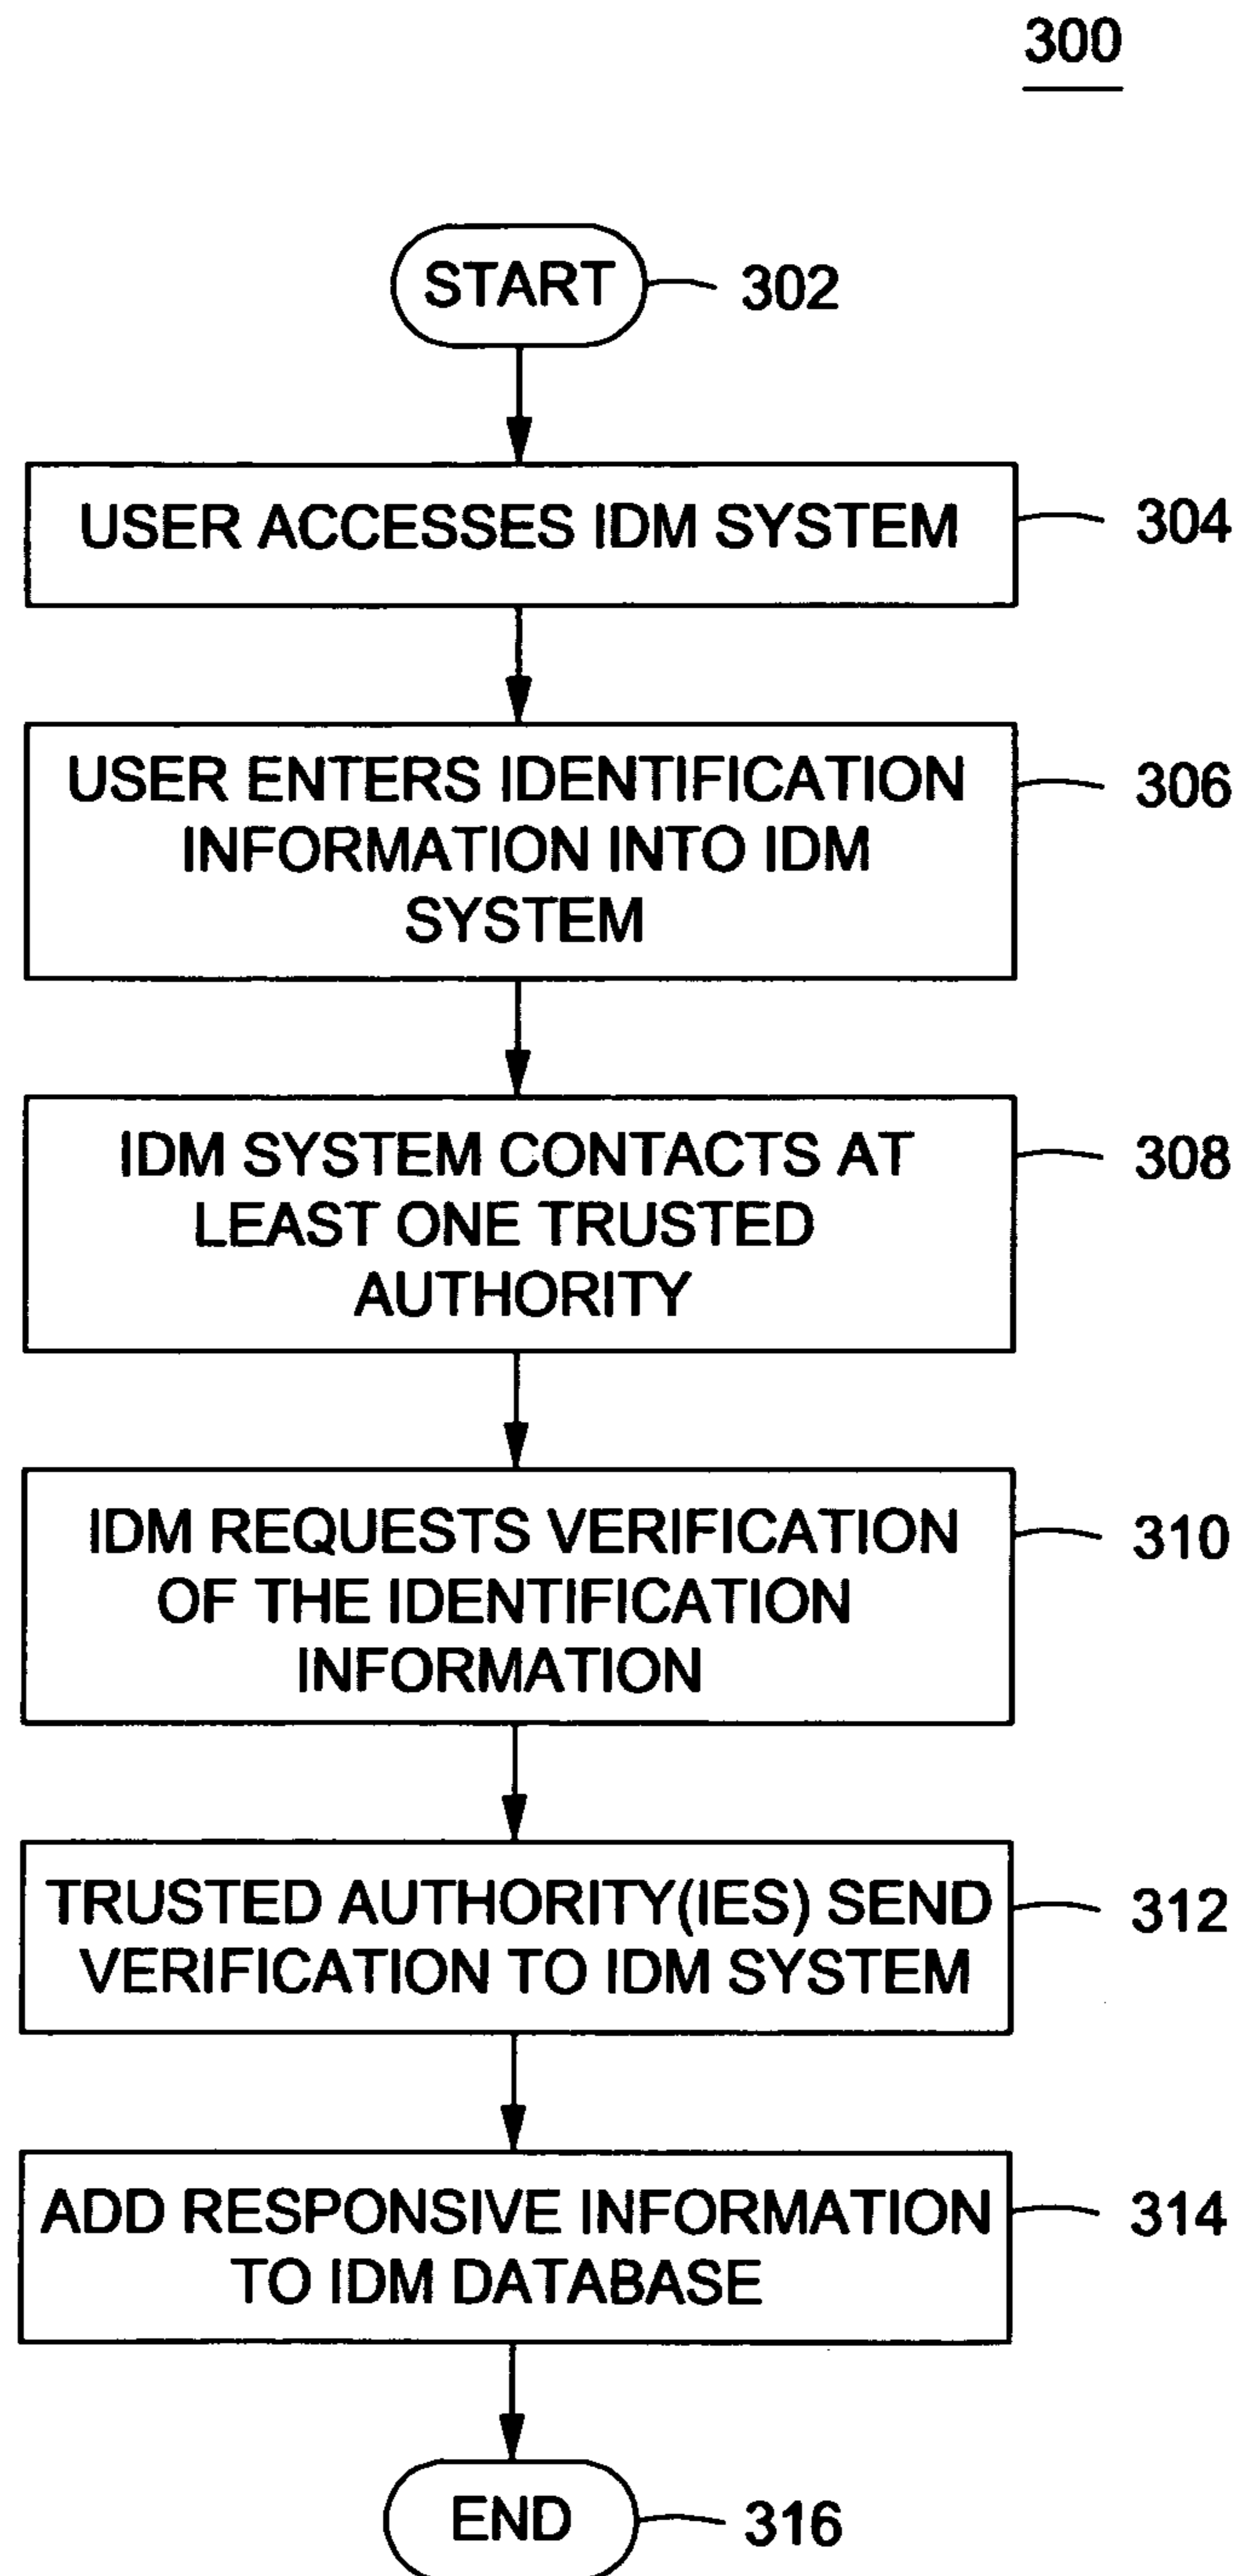 300
START
302
USER ACCESSES IDM SYSTEM
304
USER ENTERS IDENTIFICATION
INFORMATION INTO IDM
SYSTEM
306
IDM SYSTEM CONTACTS AT
LEAST ONE TRUSTED
AUTHORITY
308
IDM REQUESTS VERIFICATION
OF THE IDENTIFICATION
INFORMATION
310
TRUSTED AUTHORITY(IES) SEND
VERIFICATION TO IDM SYSTEM
312
ADD RESPONSIVE INFORMATION
TO IDM DATABASE
314
END
316